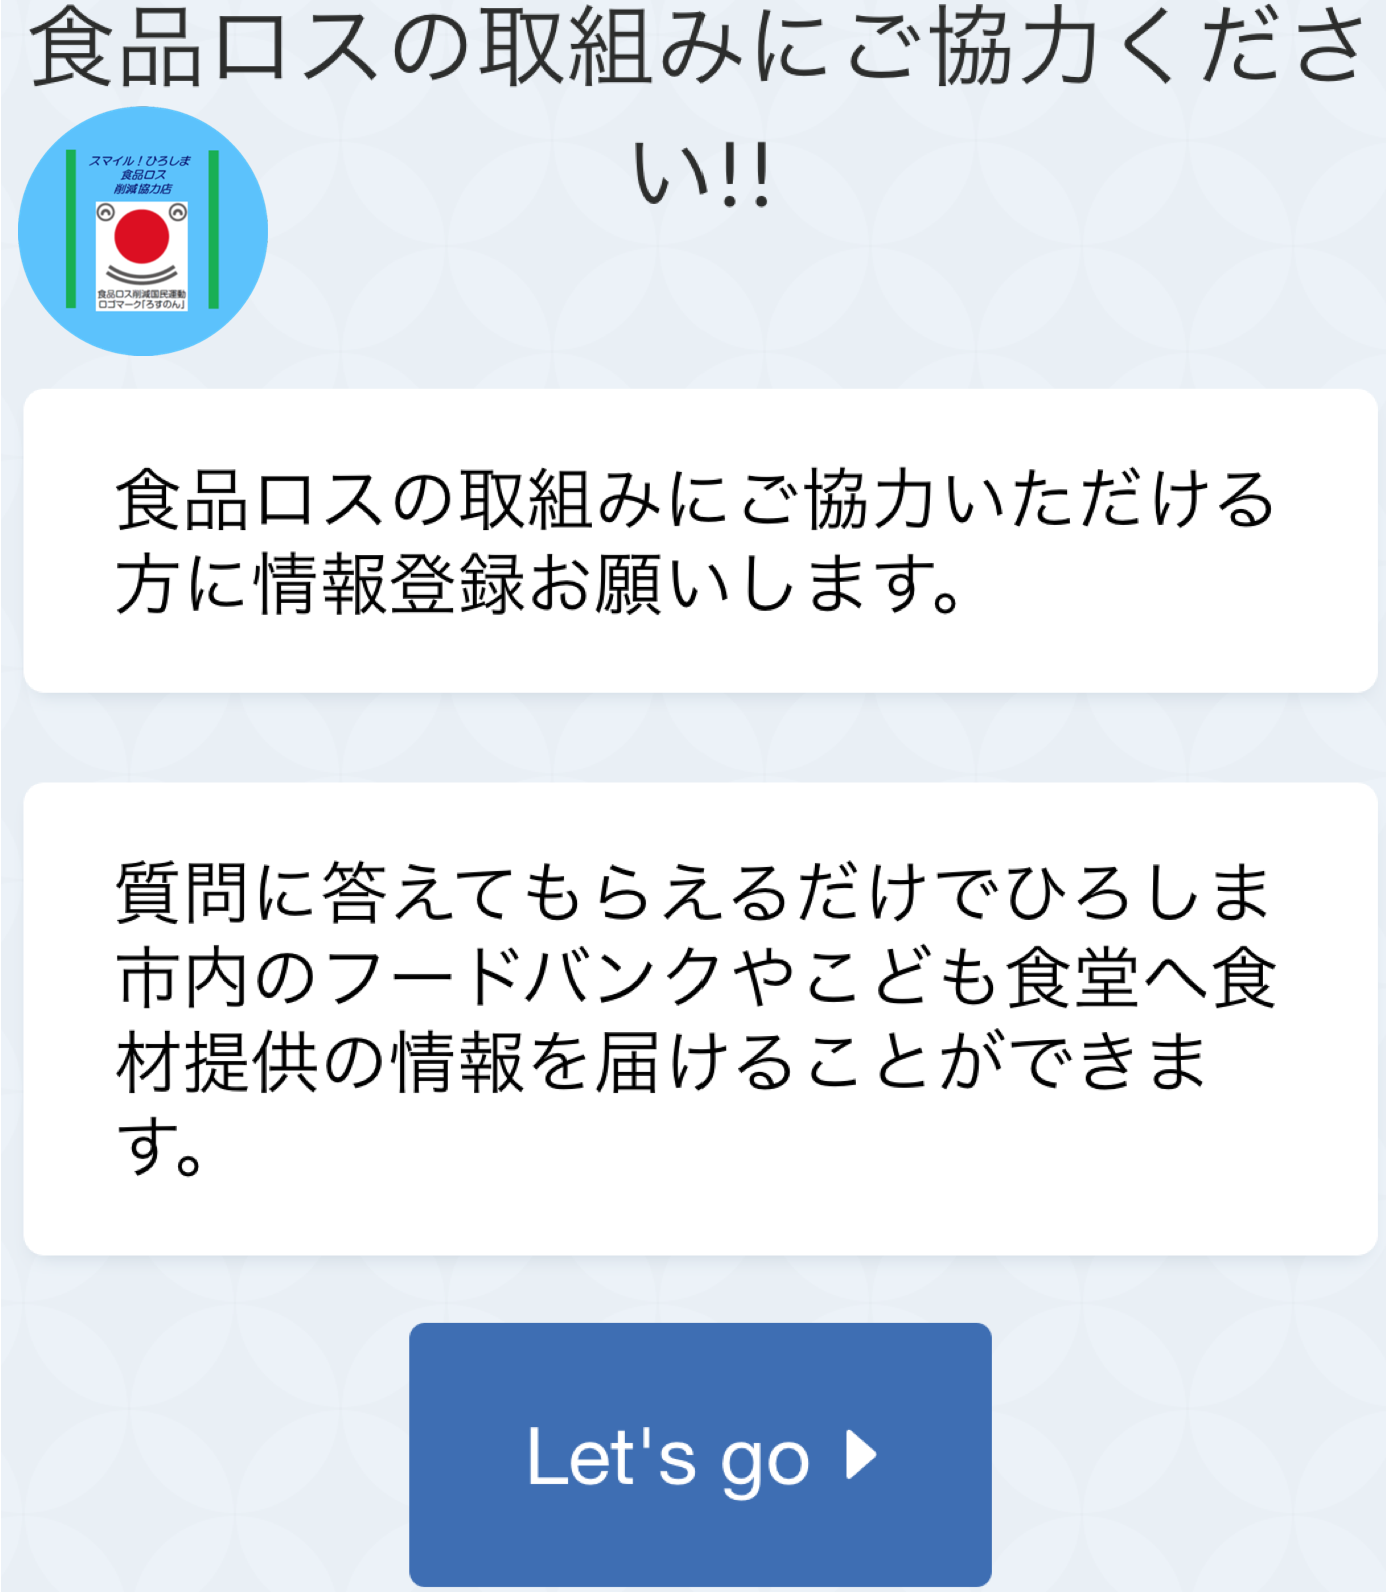 食品ロスの取組みにご協力くださ
い!!
スマイル！ひろしま
食品ロス
削減協力店
食品ロス削減国民運動
ロゴマーク「ろすのん」
食品ロスの取組みにご協力いただける
方に情報登録お願いします。
質問に答えてもらえるだけでひろしま
市内のフードバンクやこども食堂へ食
材提供の情報を届けることができま
す。
Let's go